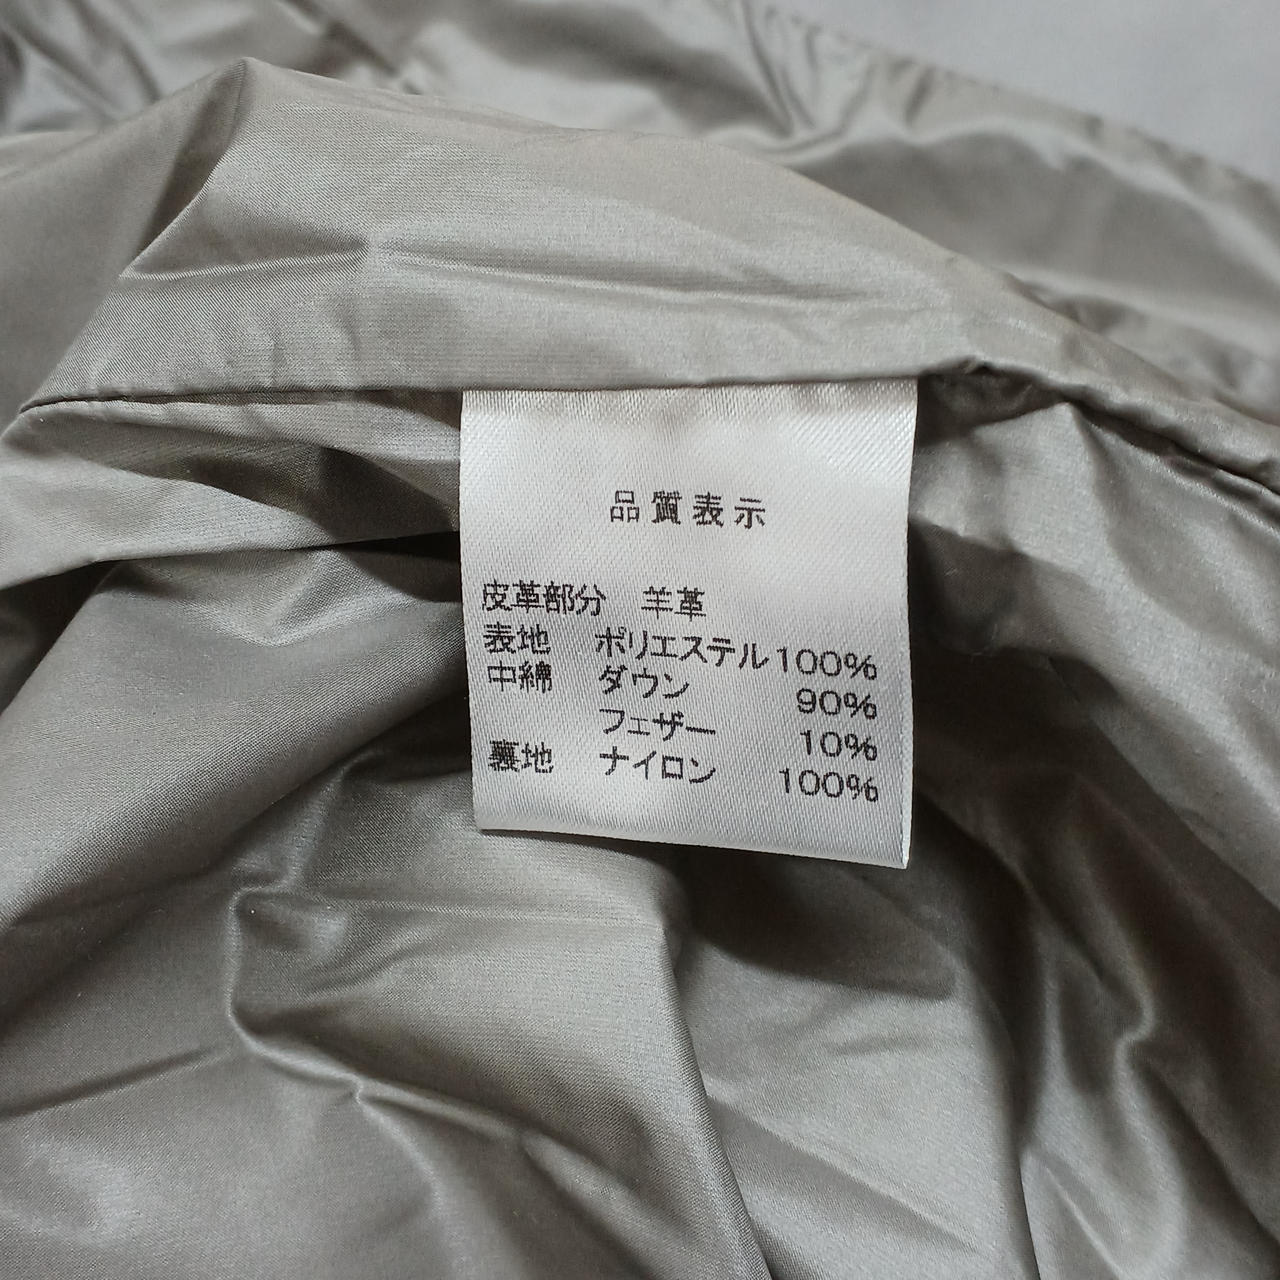 品質表示
皮革部分 羊革
表地 ポリエステル100%
中綿 ダウン 90%
フェザー 10%
裏地 ナイロン 100%